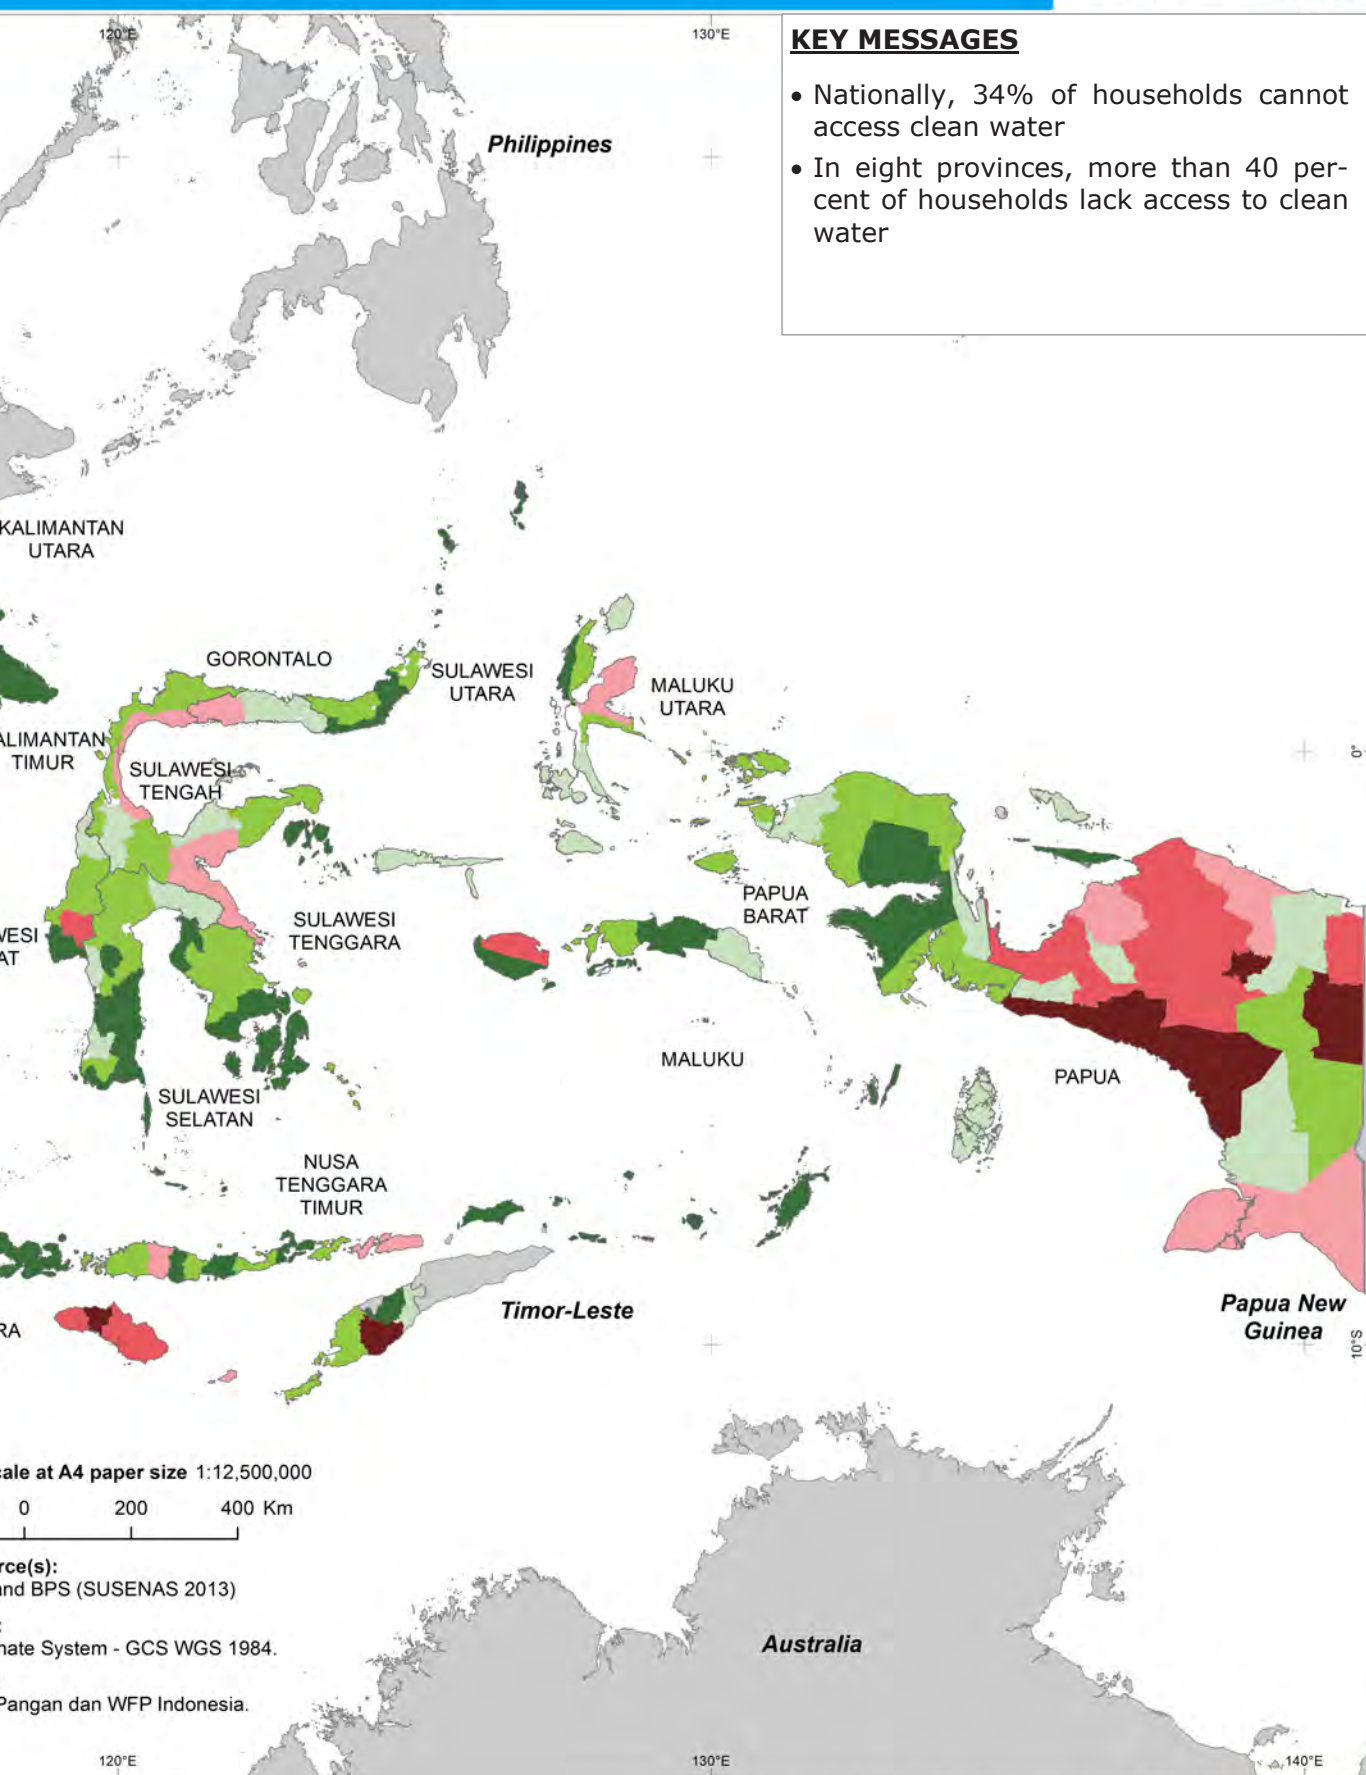 120°E
130°E
KEY MESSAGES
• Nationally, 34% of households cannot
access clean water
• In eight provinces, more than 40 per-
cent of households lack access to clean
water
Philippines
KALIMANTAN
UTARA
GORONTALO
SULAWESI
UTARA
MALUKU
UTARA
ALIMANTAN
TIMUR
0°
SULAWESI
TENGAH
PAPUA
BARAT
SULAWESI
TENGGARA
WESI
AT
MALUKU
PAPUA
SULAWESI
SELATAN
NUSA
TENGGARA
TIMUR
Timor-Leste
Papua New
Guinea
RA
10°S
cale at A4 paper size 1:12,500,000
0 200 400 Km
rce(s):
and BPS (SUSENAS 2013)
:
nate System - GCS WGS 1984.
Pangan dan WFP Indonesia.
Australia
120°E
130°E
140°E